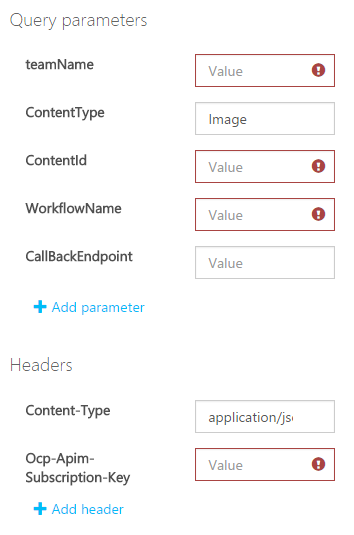 Query parameters
teamName Value
ContentType Image
ContentId Value
WorkflowName Value
CallBackEndpoint Value
Add parameter
Headers
Content-Type application/jso
Ocp-Apim-
Subscription-Key Value
Add header